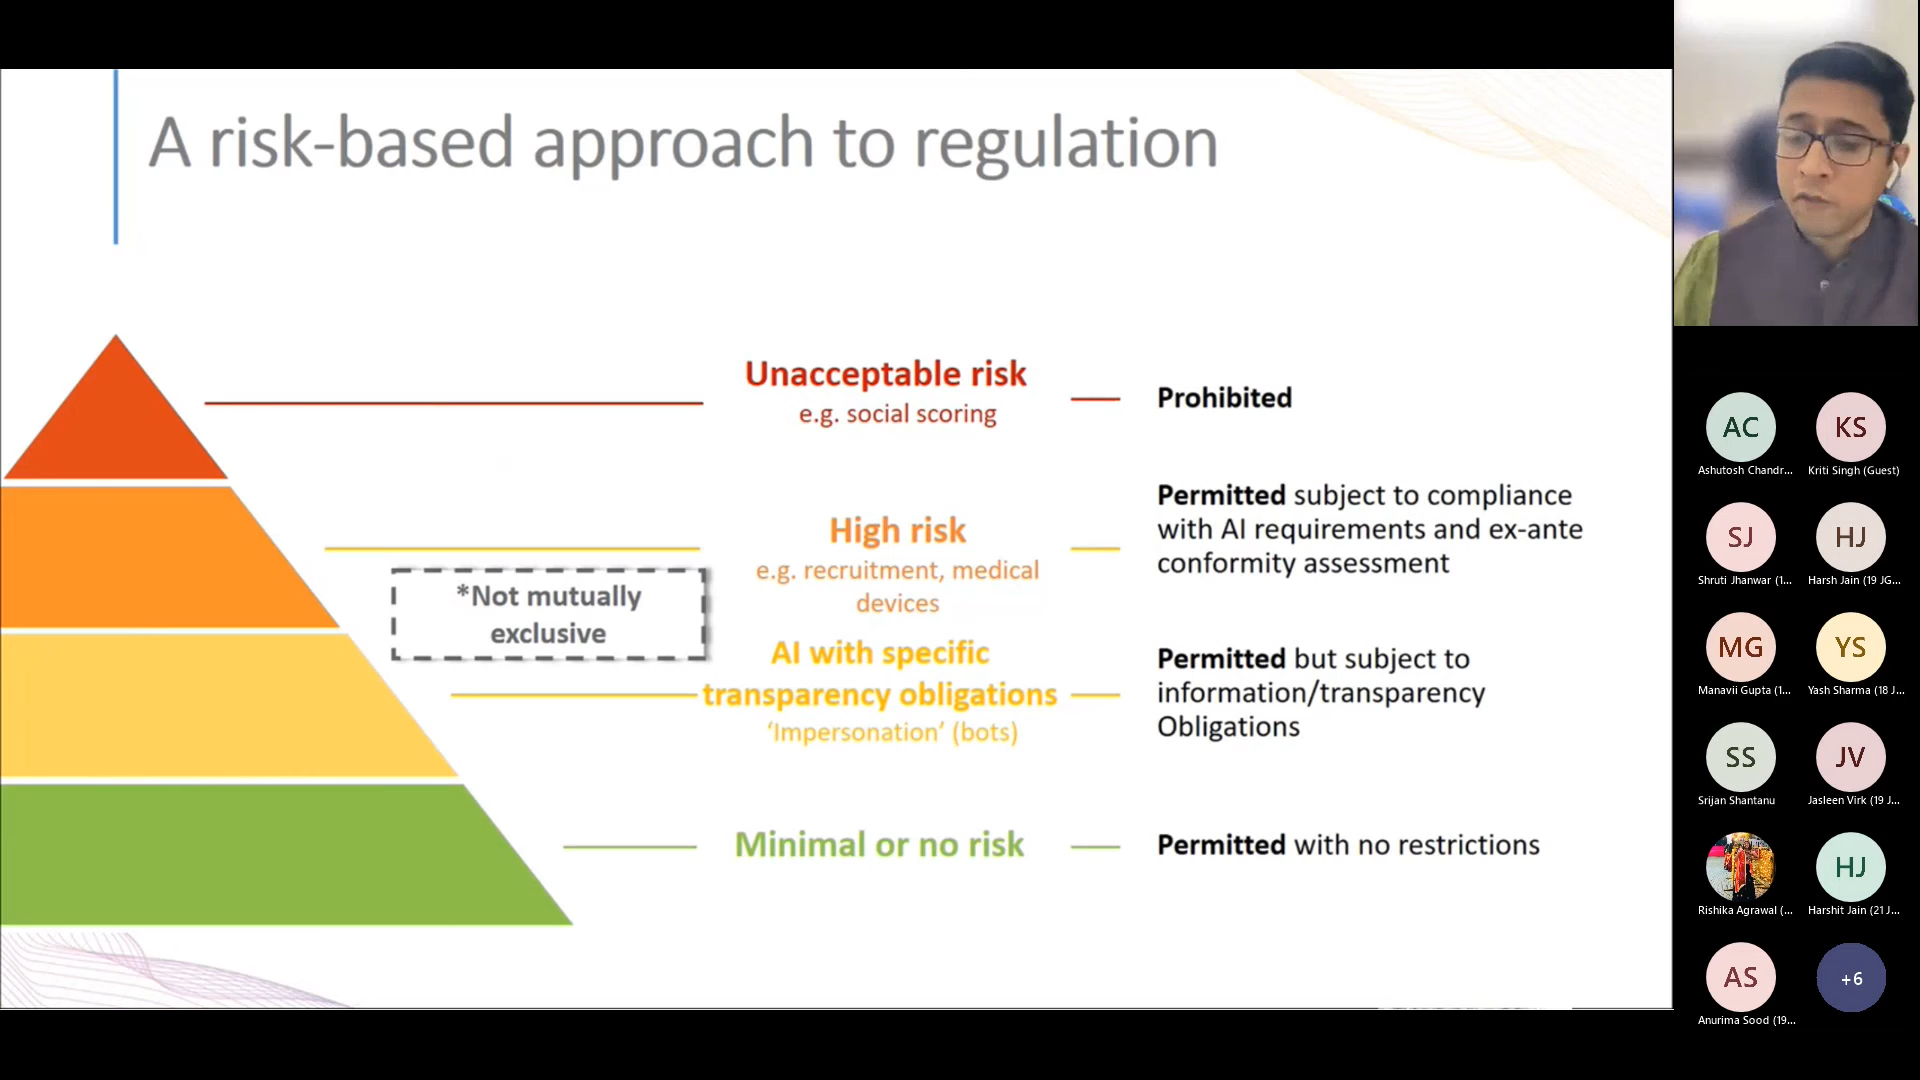 A risk-based approach to regulation
Unacceptable risk
e.g. social scoring
Prohibited
High risk
e.g. recruitment, medical
devices
Permitted subject to compliance
with AI requirements and ex-ante
conformity assessment
*Not mutually
exclusive
AI with specific
transparency obligations
‘Impersonation’ (bots)
Permitted but subject to
information/transparency
Obligations
Minimal or no risk
Permitted with no restrictions
AC
Ashutosh Chandr...
KS
Kriti Singh (Guest)
SJ
Shruti Jhanwar (1...
HJ
Harsh Jain (19 JG...
MG
Manavii Gupta (1...
YS
Yash Sharma (18 J...
SS
Srijan Shantanu
JV
Jasleen Virk (19 J...
Rishika Agrawal (...
HJ
Harshit Jain (21 J...
AS
Anurima Sood (19...
+6